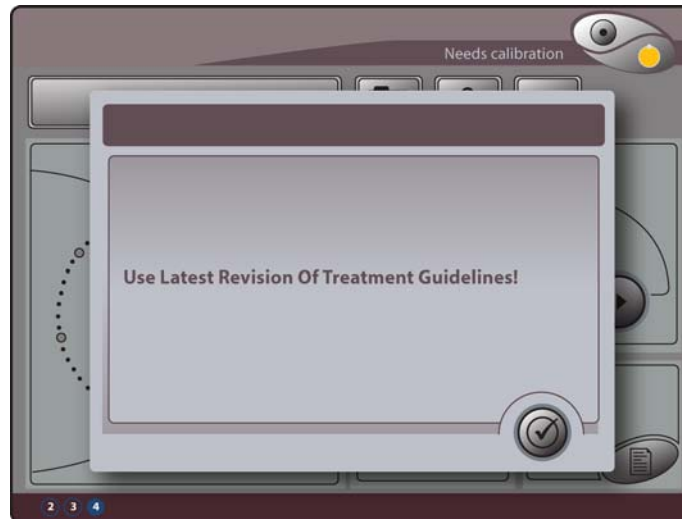 Needs calibration
Use Latest Revision Of Treatment Guidelines!
2 3 4